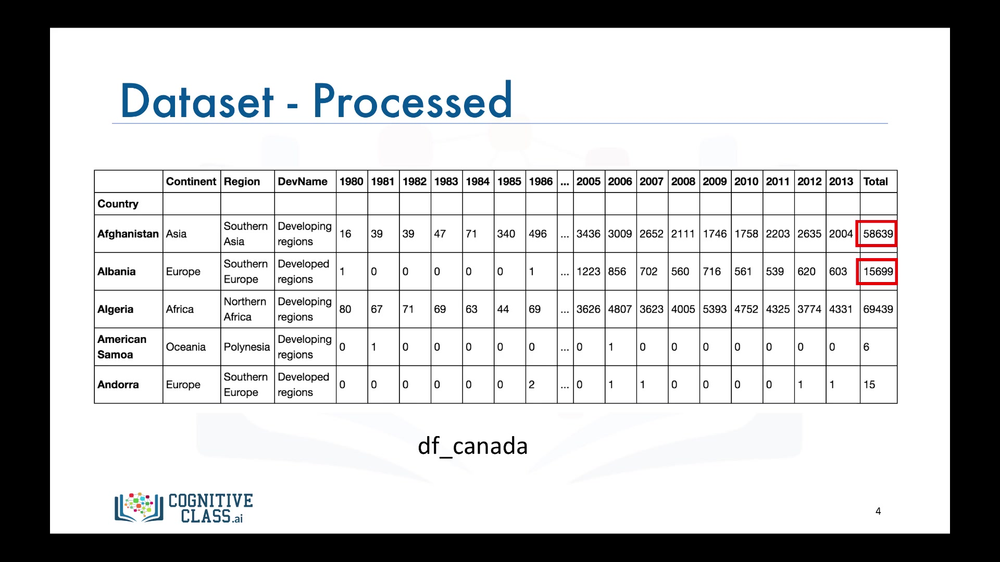 Dataset - Processed
Continent Region DevName 1980 1981 1982 1983 1984 1985 1986 ... 2005 2006 2007 2008 2009 2010 2011 2012 2013 Total
Country
Afghanistan Asia Southern Asia Developing regions 16 39 39 47 71 340 496 ... 3436 3009 2652 2111 1746 1758 2203 2635 2004 58639
Albania Europe Southern Europe Developed regions 1 0 0 0 0 0 1 ... 1223 856 702 560 716 561 539 620 603 15699
Algeria Africa Northern Africa Developing regions 80 67 71 69 63 44 69 ... 3626 4807 3623 4005 5393 4752 4325 3774 4331 69439
American Samoa Oceania Polynesia Developing regions 0 1 0 0 0 0 0 ... 0 1 0 0 0 0 0 0 0 6
Andorra Europe Southern Europe Developed regions 0 0 0 0 0 0 2 ... 0 1 1 0 0 0 0 1 1 15
df_canada
COGNITIVE
CLASS.ai
4